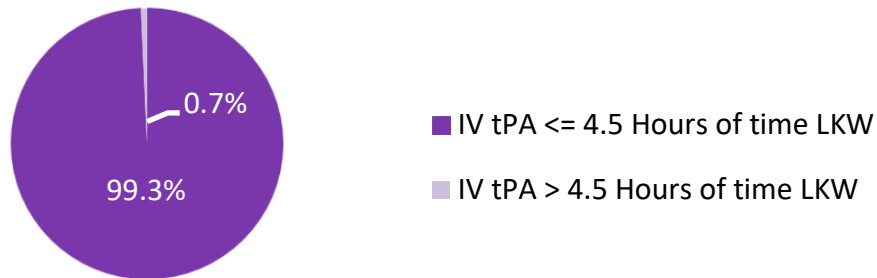 0.7%
99.3%
IV tPA <= 4.5 Hours of time LKW
IV tPA > 4.5 Hours of time LKW